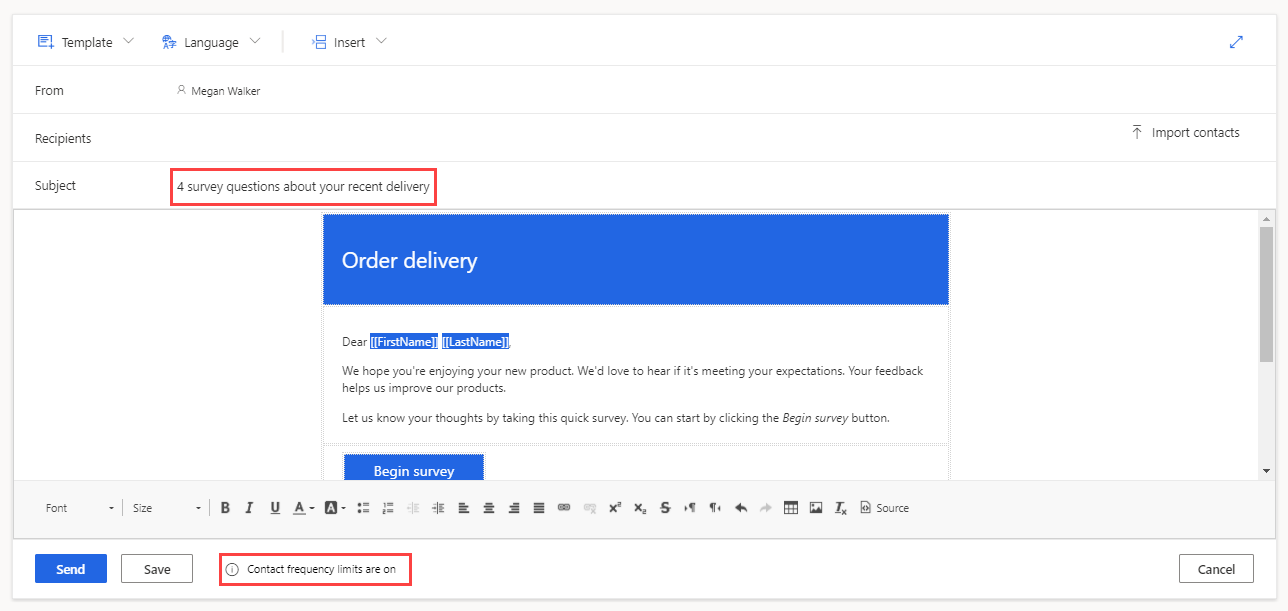 Template Language Insert
From Megan Walker
Recipients Import contacts
Subject 4 survey questions about your recent delivery
Order delivery
Dear [[FirstName]] [[LastName]],
We hope you're enjoying your new product. We'd love to hear if it's meeting your expectations. Your feedback
helps us improve our products.
Let us know your thoughts by taking this quick survey. You can start by clicking the Begin survey button.
Begin survey
Font Size B I U A A x² x₂ S Tx Source
Send Save Contact frequency limits are on Cancel